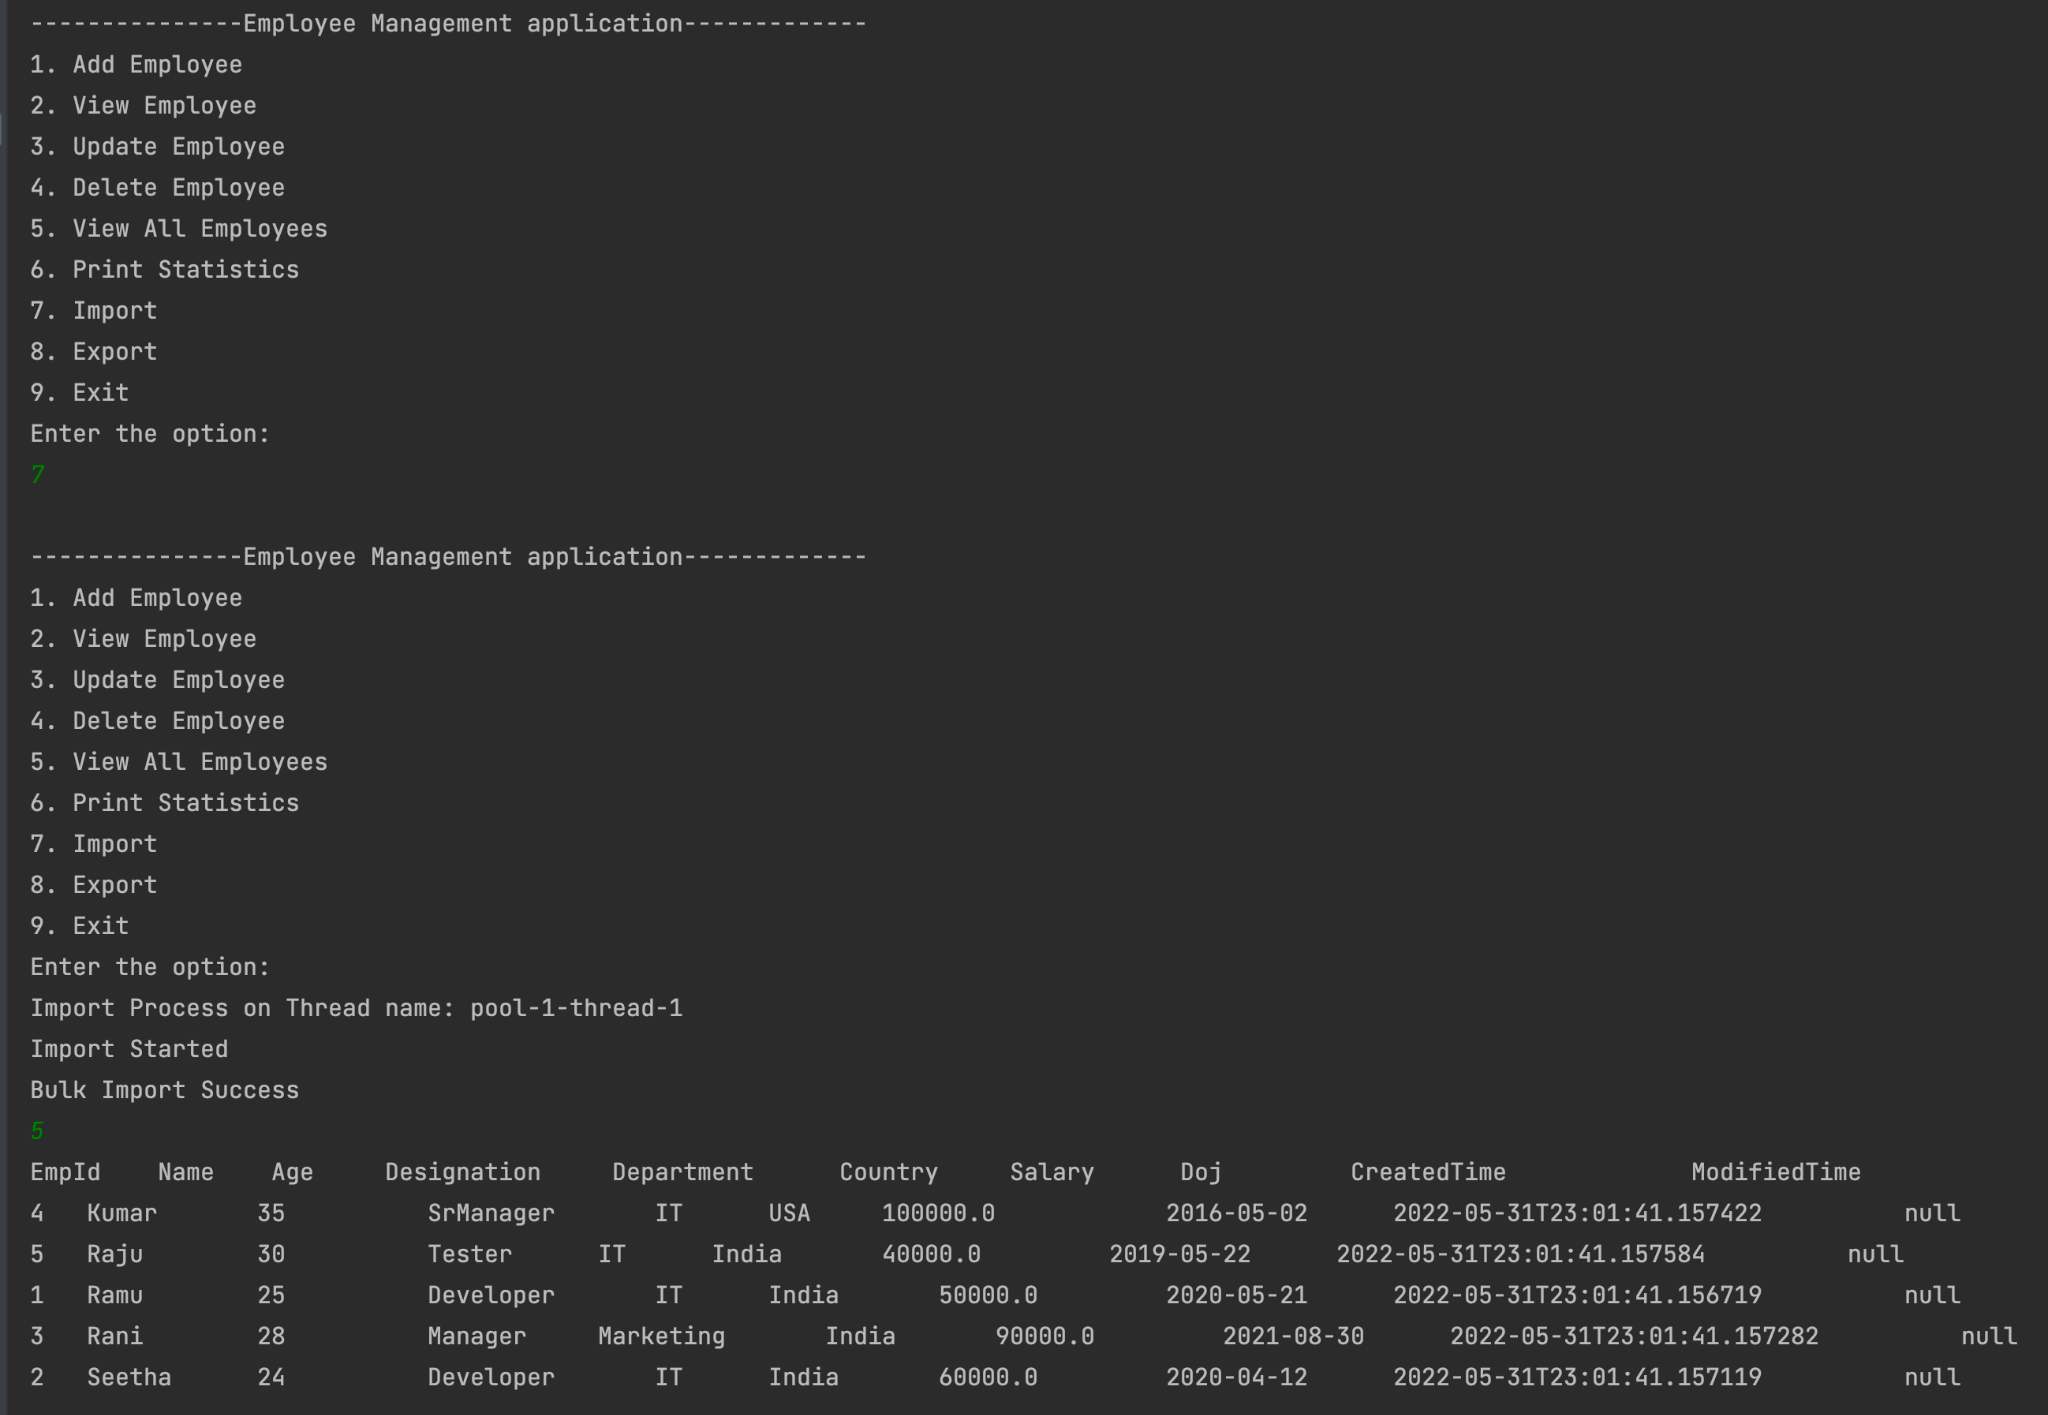 ---------------Employee Management application-------------
1. Add Employee
2. View Employee
3. Update Employee
4. Delete Employee
5. View All Employees
6. Print Statistics
7. Import
8. Export
9. Exit
Enter the option:
7
---------------Employee Management application-------------
1. Add Employee
2. View Employee
3. Update Employee
4. Delete Employee
5. View All Employees
6. Print Statistics
7. Import
8. Export
9. Exit
Enter the option:
Import Process on Thread name: pool-1-thread-1
Import Started
Bulk Import Success
5
EmpId    Name    Age     Designation     Department      Country     Salary      Doj         CreatedTime             ModifiedTime
4   Kumar       35          SrManager       IT      USA     100000.0            2016-05-02      2022-05-31T23:01:41.157422          null
5   Raju        30          Tester      IT      India       40000.0         2019-05-22      2022-05-31T23:01:41.157584          null
1   Ramu        25          Developer       IT      India       50000.0         2020-05-21      2022-05-31T23:01:41.156719          null
3   Rani        28          Manager     Marketing       India       90000.0         2021-08-30      2022-05-31T23:01:41.157282          null
2   Seetha      24          Developer       IT      India       60000.0         2020-04-12      2022-05-31T23:01:41.157119          null